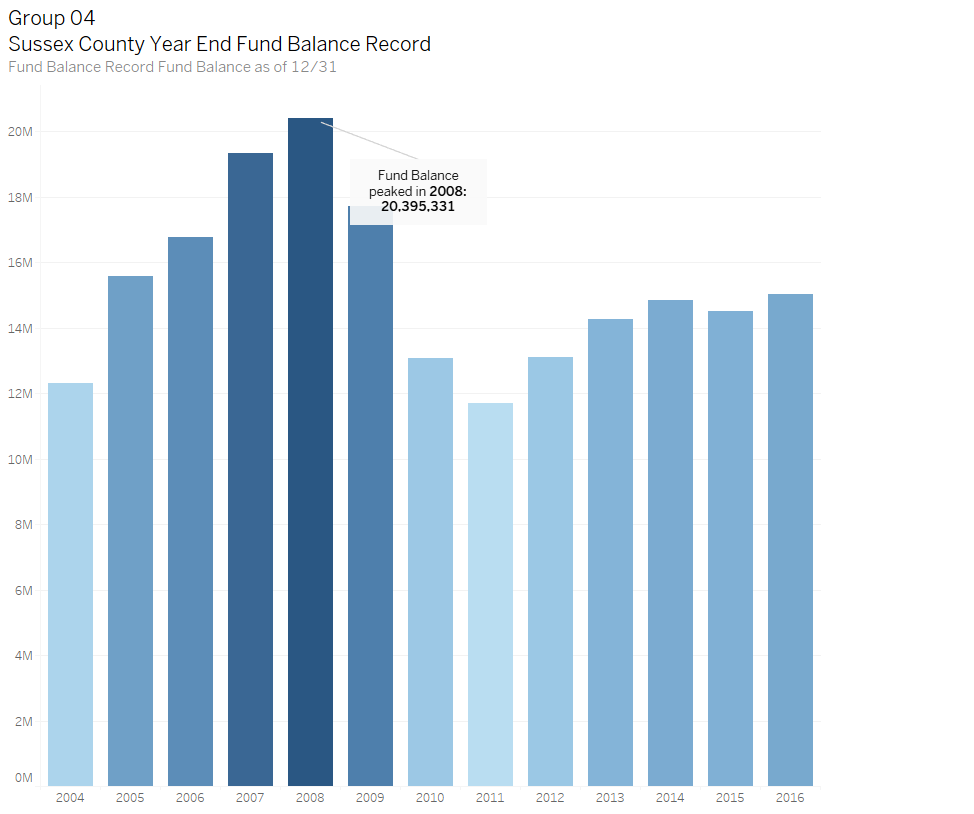 Group 04
Sussex County Year End Fund Balance Record
Fund Balance Record Fund Balance as of 12/31
20M
18M
16M
14M
12M
10M
8M
6M
4M
2M
0M
Fund Balance
peaked in 2008:
20,395,331
2004 2005 2006 2007 2008 2009 2010 2011 2012 2013 2014 2015 2016